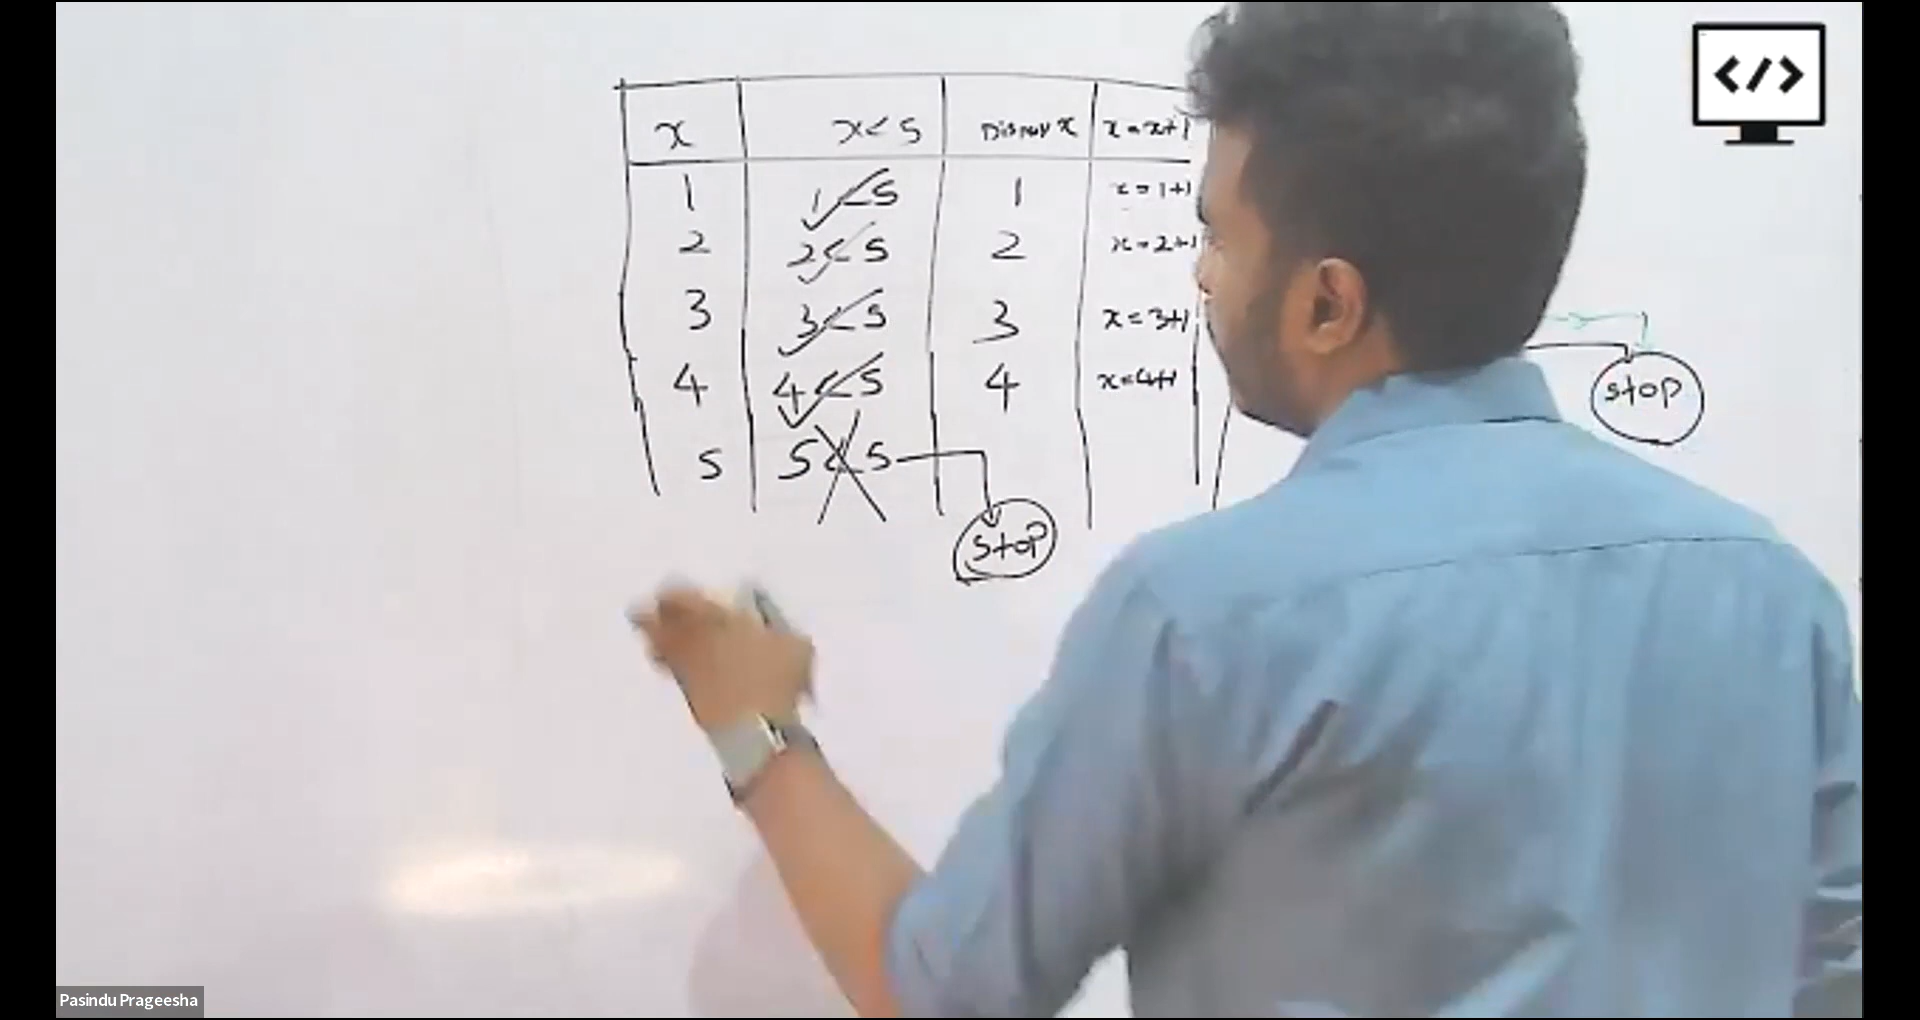 </>
x x<5 Display x x=x+1
1 1<5 1 x=1+1
2 2<5 2 x=2+1
3 3<5 3 x=3+1
4 4<5 4 x=4+1
5 5<5
stop
stop
Pasindu Prageesha